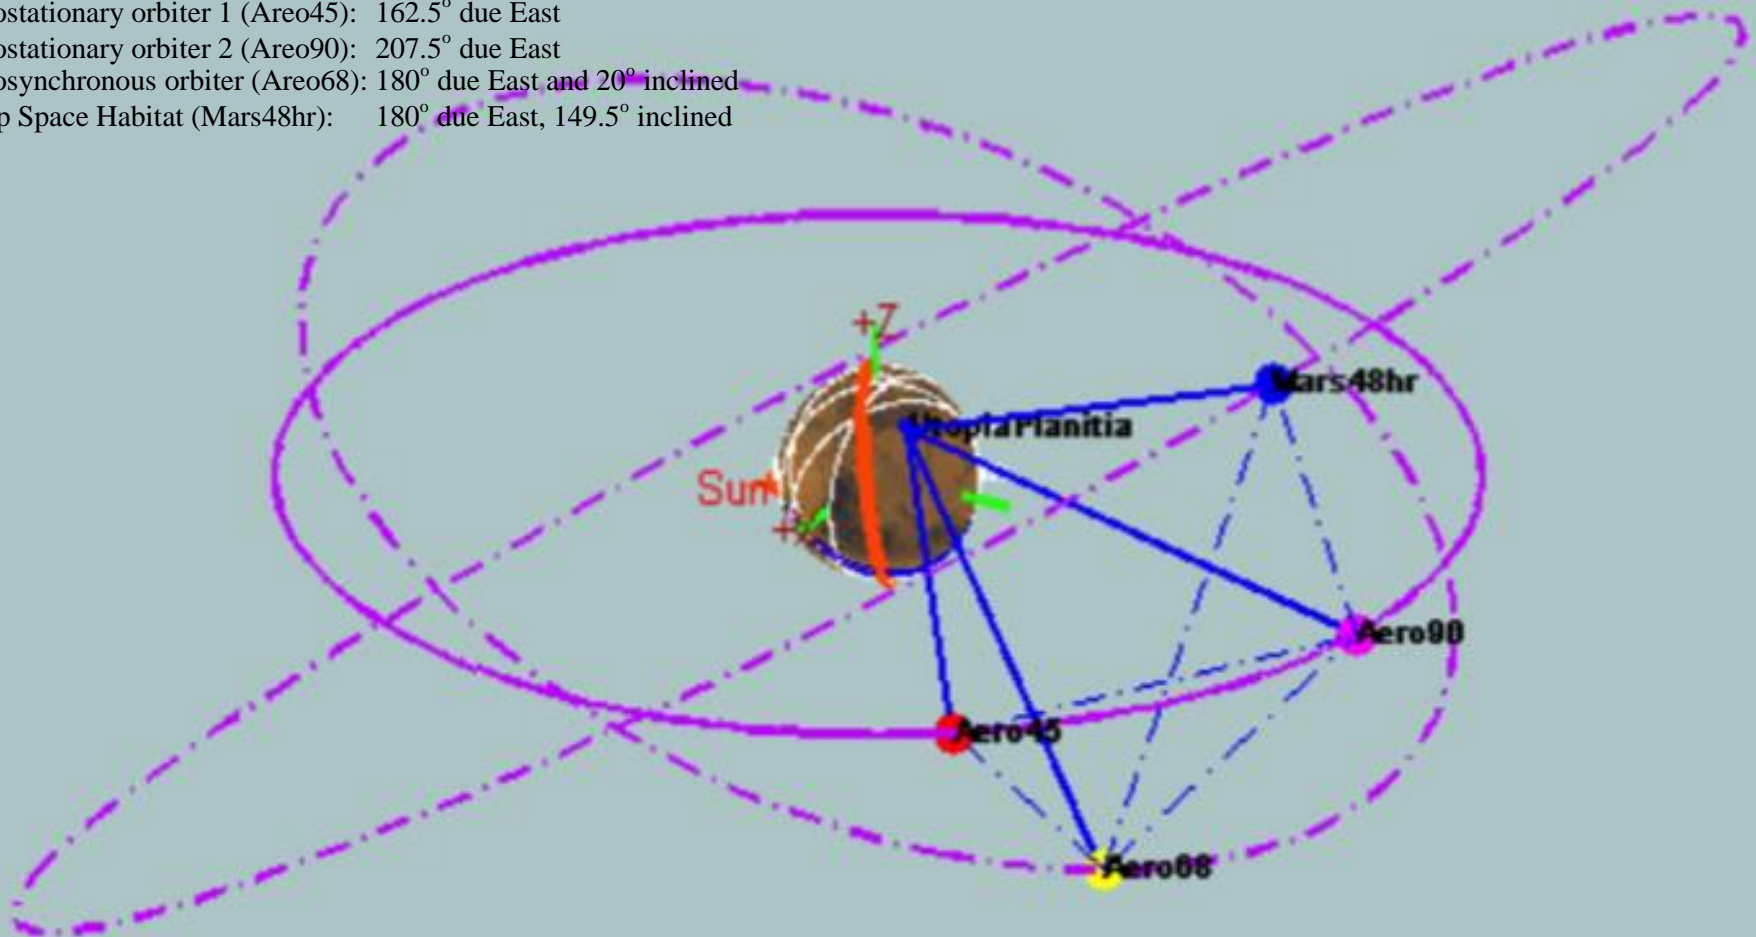 ostationary orbiter 1 (Areo45): 162.5° due East
ostationary orbiter 2 (Areo90): 207.5° due East
osynchronous orbiter (Areo68): 180° due East and 20° inclined
p Space Habitat (Mars48hr): 180° due East, 149.5° inclined
+Z
Mars48hr
UtopiaPlanitia
Sun
Aero90
Aero45
Aero68